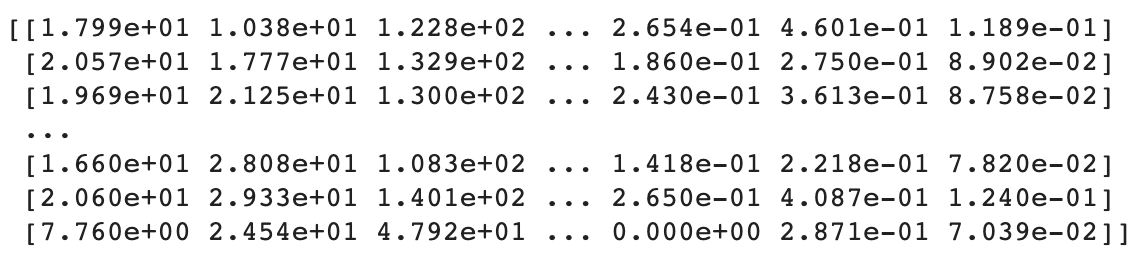 [[1.799e+01 1.038e+01 1.228e+02 ... 2.654e-01 4.601e-01 1.189e-01]
 [2.057e+01 1.777e+01 1.329e+02 ... 1.860e-01 2.750e-01 8.902e-02]
 [1.969e+01 2.125e+01 1.300e+02 ... 2.430e-01 3.613e-01 8.758e-02]
 ...
 [1.660e+01 2.808e+01 1.083e+02 ... 1.418e-01 2.218e-01 7.820e-02]
 [2.060e+01 2.933e+01 1.401e+02 ... 2.650e-01 4.087e-01 1.240e-01]
 [7.760e+00 2.454e+01 4.792e+01 ... 0.000e+00 2.871e-01 7.039e-02]]